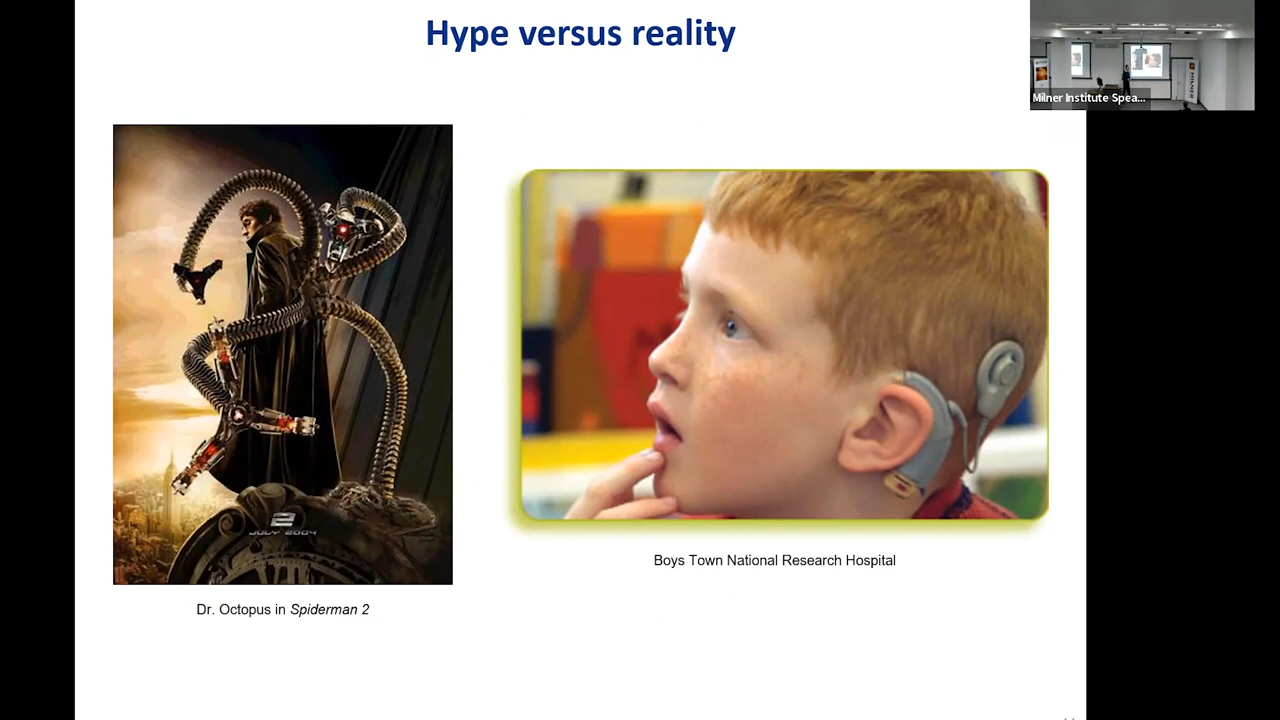 Hype versus reality
Milner Institute Spea...
2
JULY 2004
Boys Town National Research Hospital
Dr. Octopus in Spiderman 2